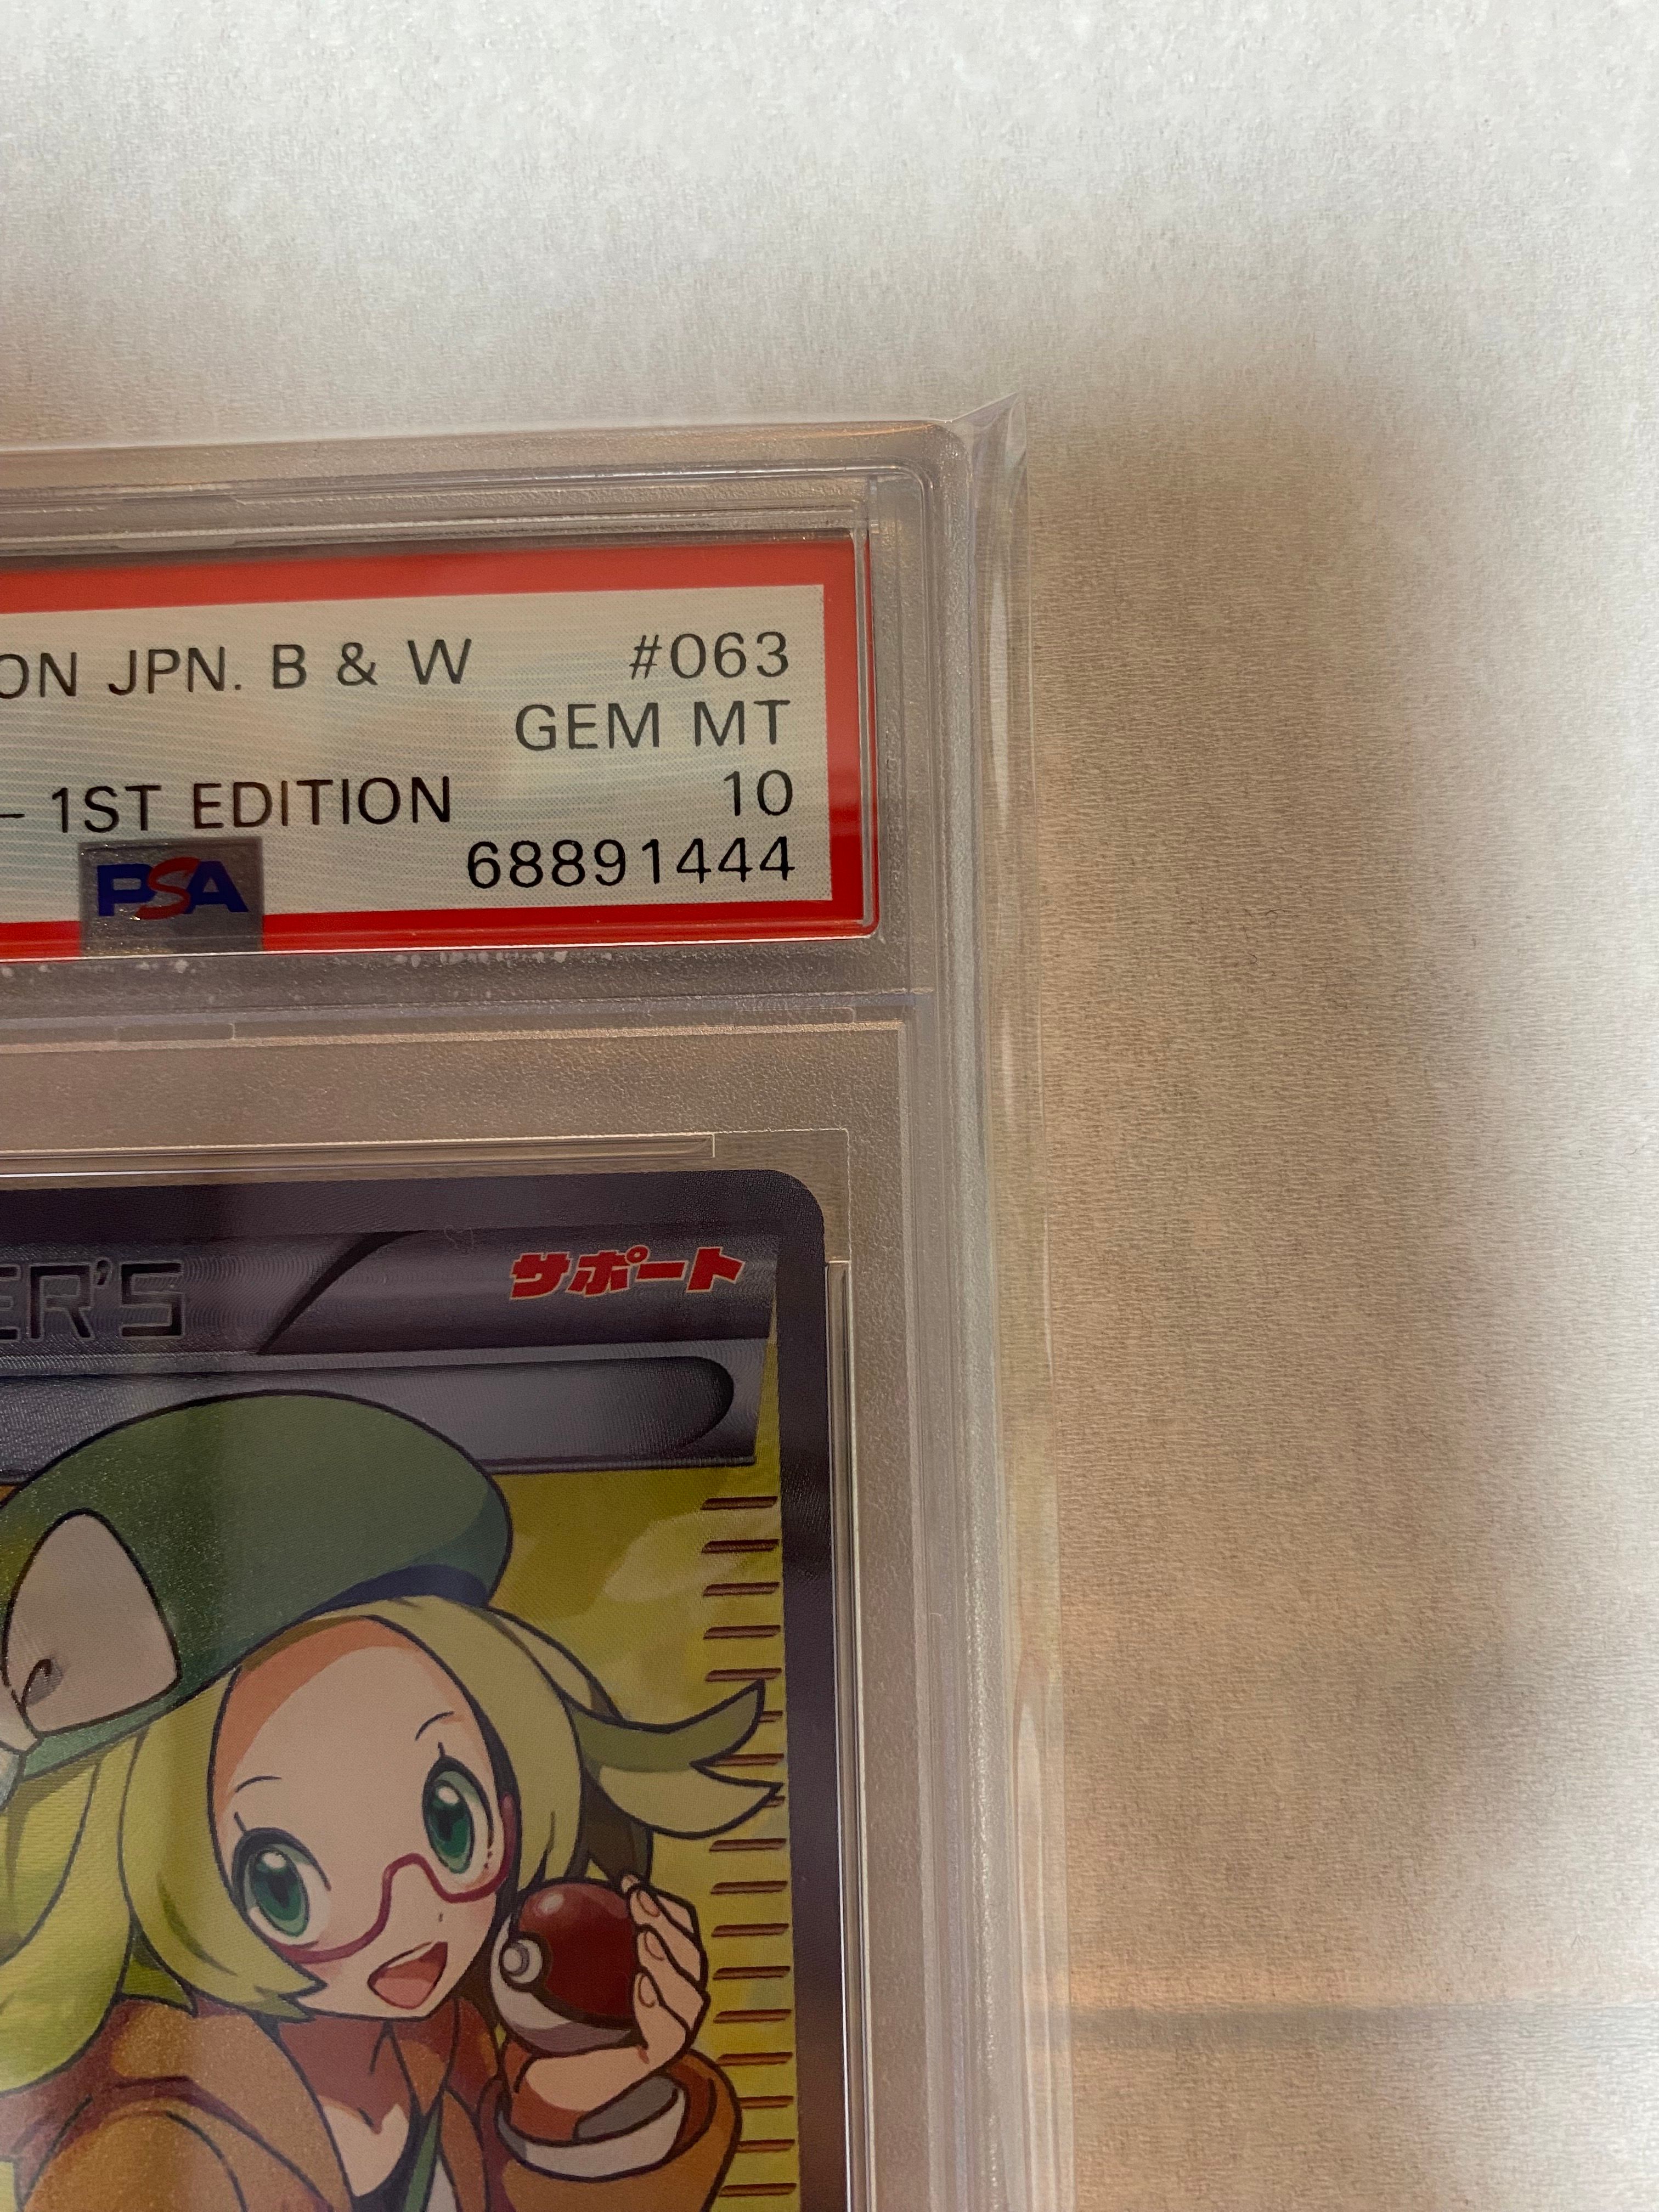 ON JPN. B & W #063
GEM MT
- 1ST EDITION 10
PSA 68891444
ER'S サポート